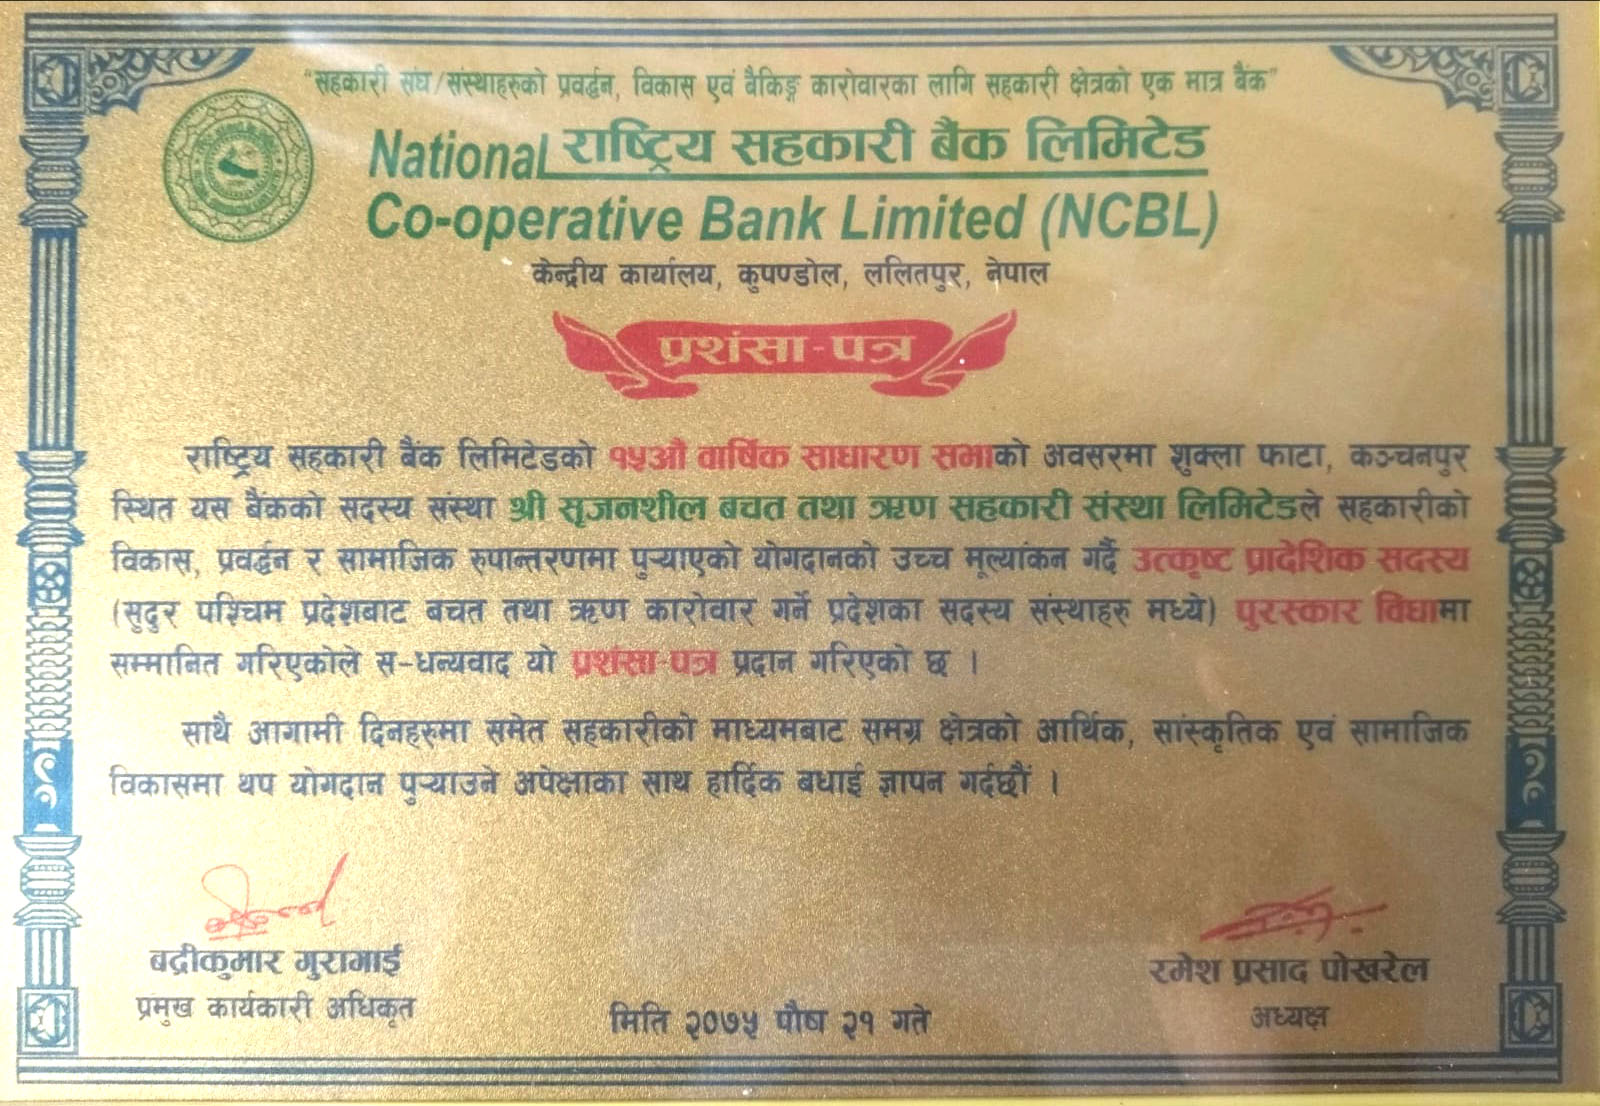 "सहकारी संघ/संस्थाहरुको प्रवर्द्धन, विकास एवं बैकिङ्ग कारोवारका लागि सहकारी क्षेत्रको एक मात्र बैंक"
National राष्ट्रिय सहकारी बैंक लिमिटेड
Co-operative Bank Limited (NCBL)
केन्द्रीय कार्यालय, कुपण्डोल, ललितपुर, नेपाल
प्रशंसा-पत्र
राष्ट्रिय सहकारी बैंक लिमिटेडको १५औं वार्षिक साधारण सभाको अवसरमा शुक्ला फाटा, कञ्चनपुर
स्थित यस बैंकको सदस्य संस्था श्री सृजनशील बचत तथा ऋण सहकारी संस्था लिमिटेडले सहकारीको
विकास, प्रवर्द्धन र सामाजिक रुपान्तरणमा पुऱ्याएको योगदानको उच्च मूल्यांकन गर्दै उत्कृष्ट प्रादेशिक सदस्य
(सुदुर पश्चिम प्रदेशबाट बचत तथा ऋण कारोवार गर्ने प्रदेशका सदस्य संस्थाहरु मध्ये) पुरस्कार विधामा
सम्मानित गरिएकोले स-धन्यवाद यो प्रशंसा-पत्र प्रदान गरिएको छ ।
साथै आगामी दिनहरुमा समेत सहकारीको माध्यमबाट समग्र क्षेत्रको आर्थिक, सांस्कृतिक एवं सामाजिक
विकासमा थप योगदान पुऱ्याउने अपेक्षाका साथ हार्दिक बधाई ज्ञापन गर्दछौं ।
बद्रीकुमार गुरागाई
रमेश प्रसाद पोखरेल
प्रमुख कार्यकारी अधिकृत
मिति २०७५ पौष २१ गते
अध्यक्ष